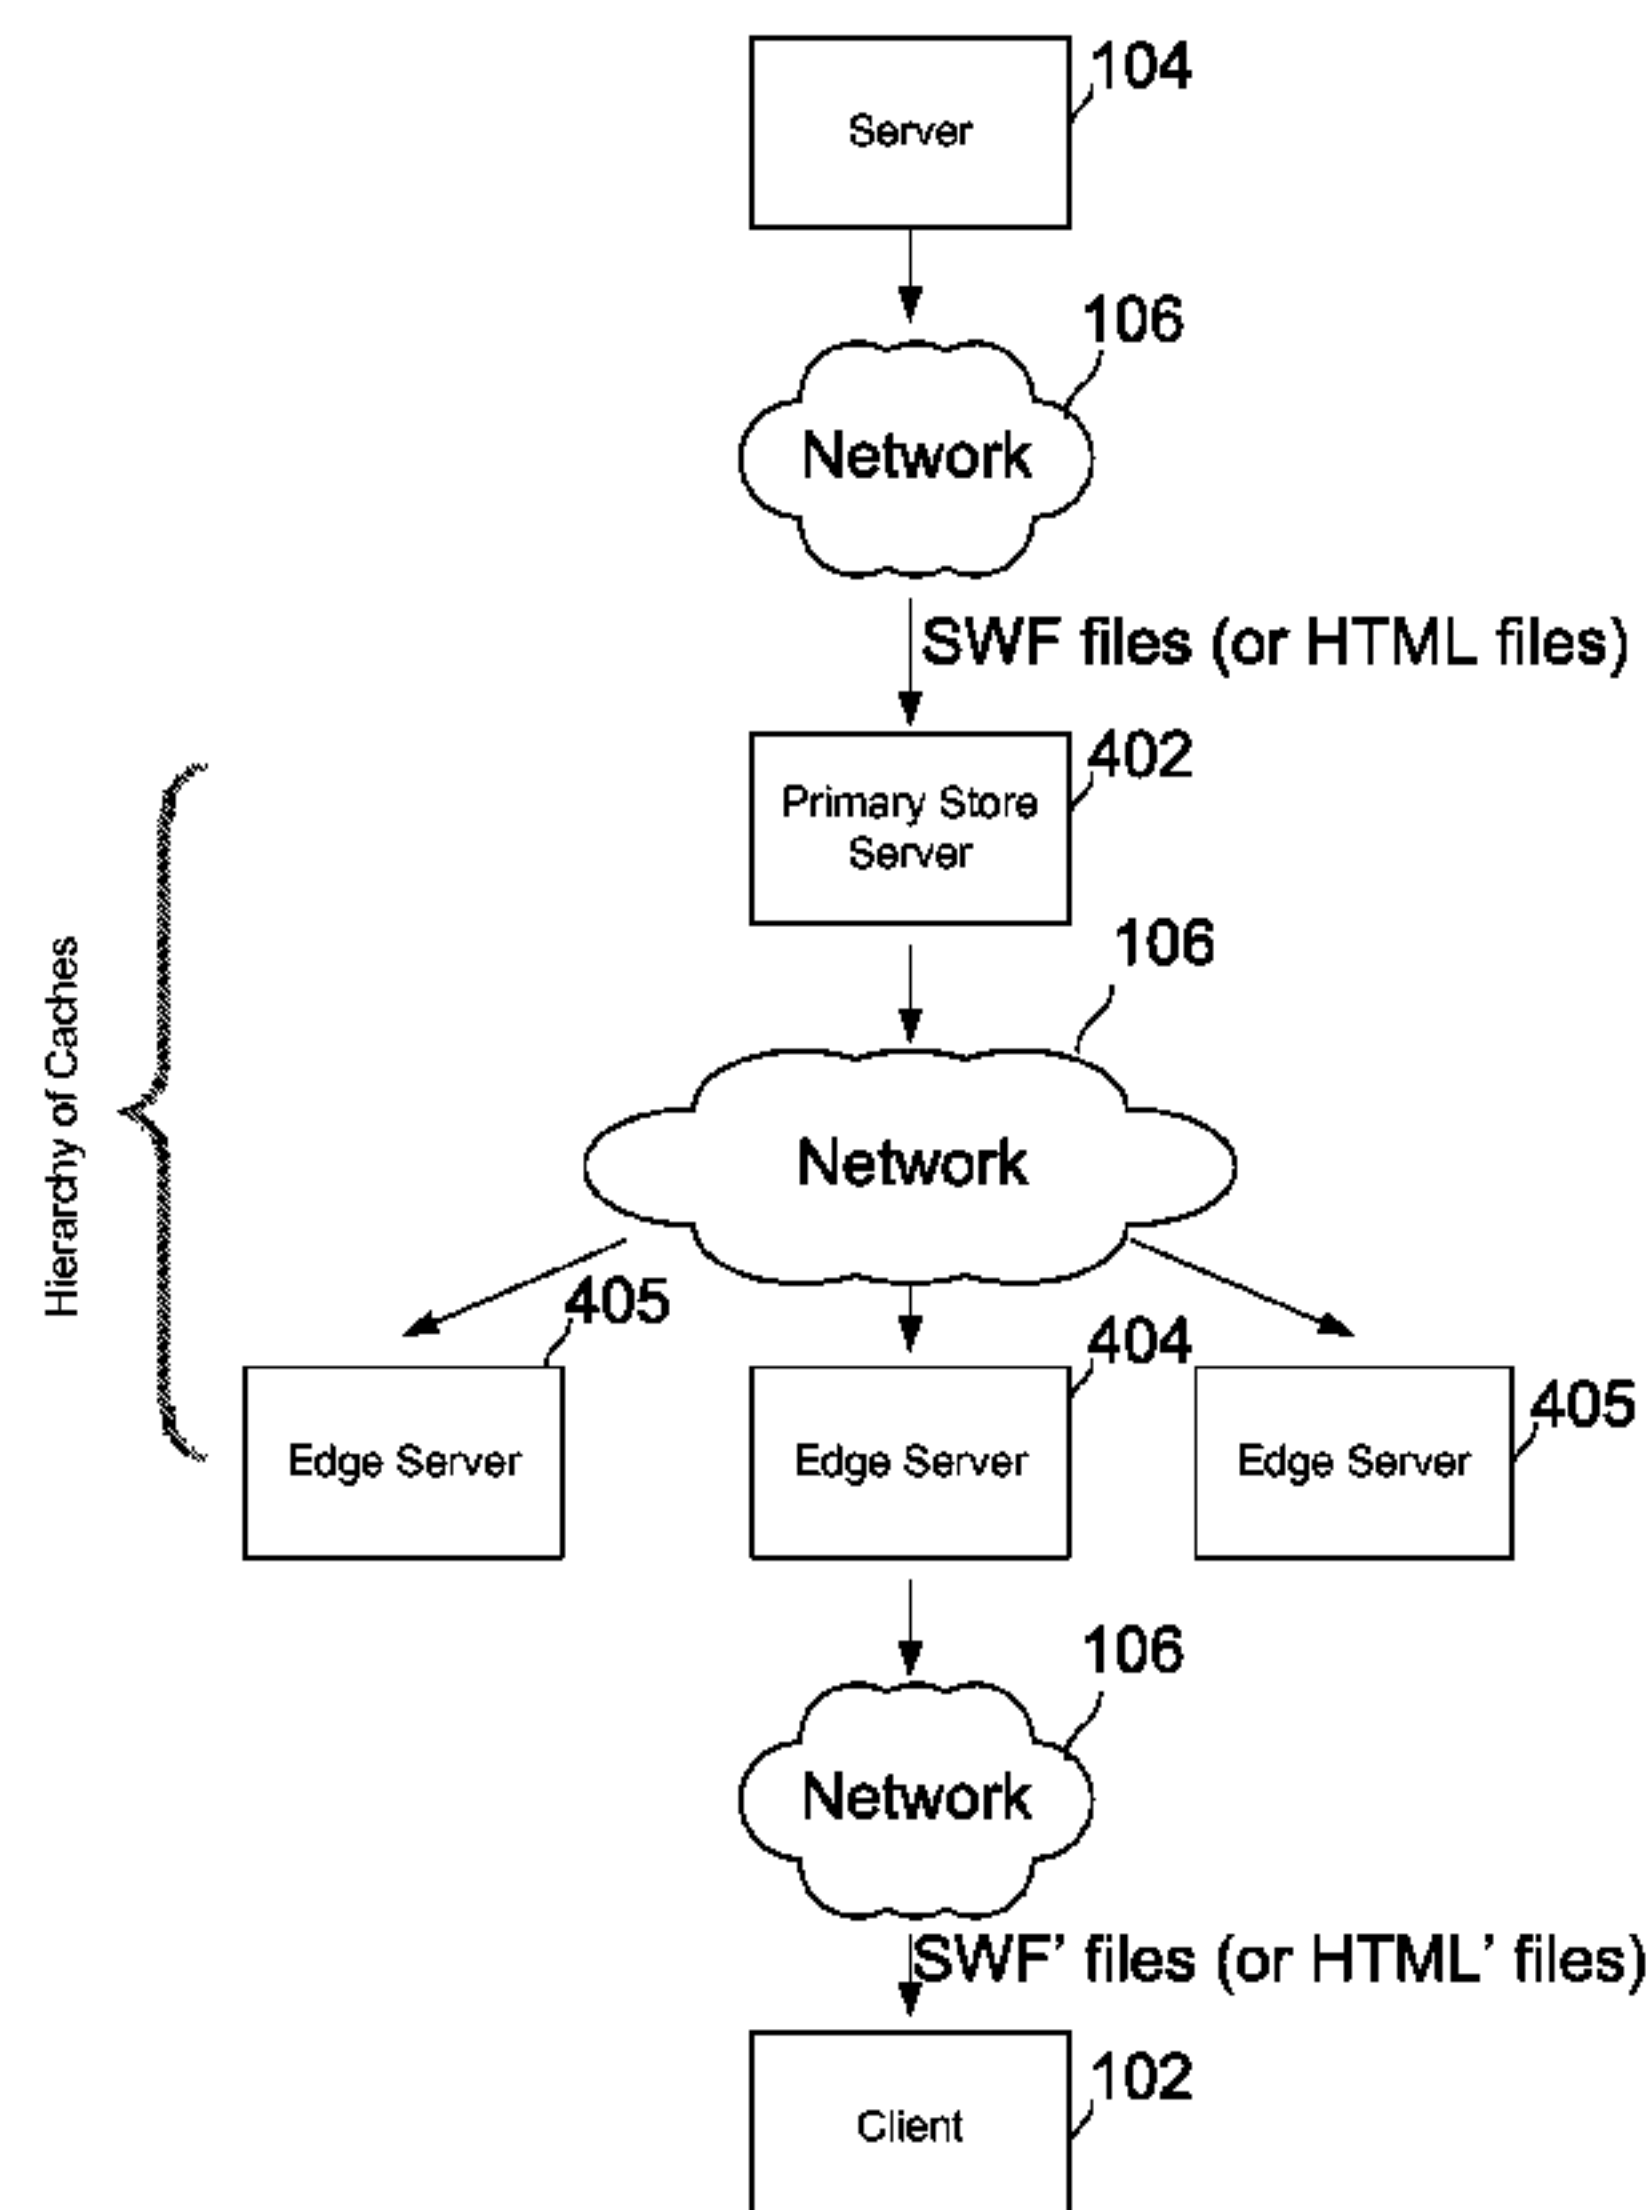 104
Server
106
Network
SWF files (or HTML files)
402
Primary Store
Server
106
Hierarchy of Caches
Network
405
404
405
Edge Server
Edge Server
Edge Server
106
Network
SWF' files (or HTML' files)
102
Client